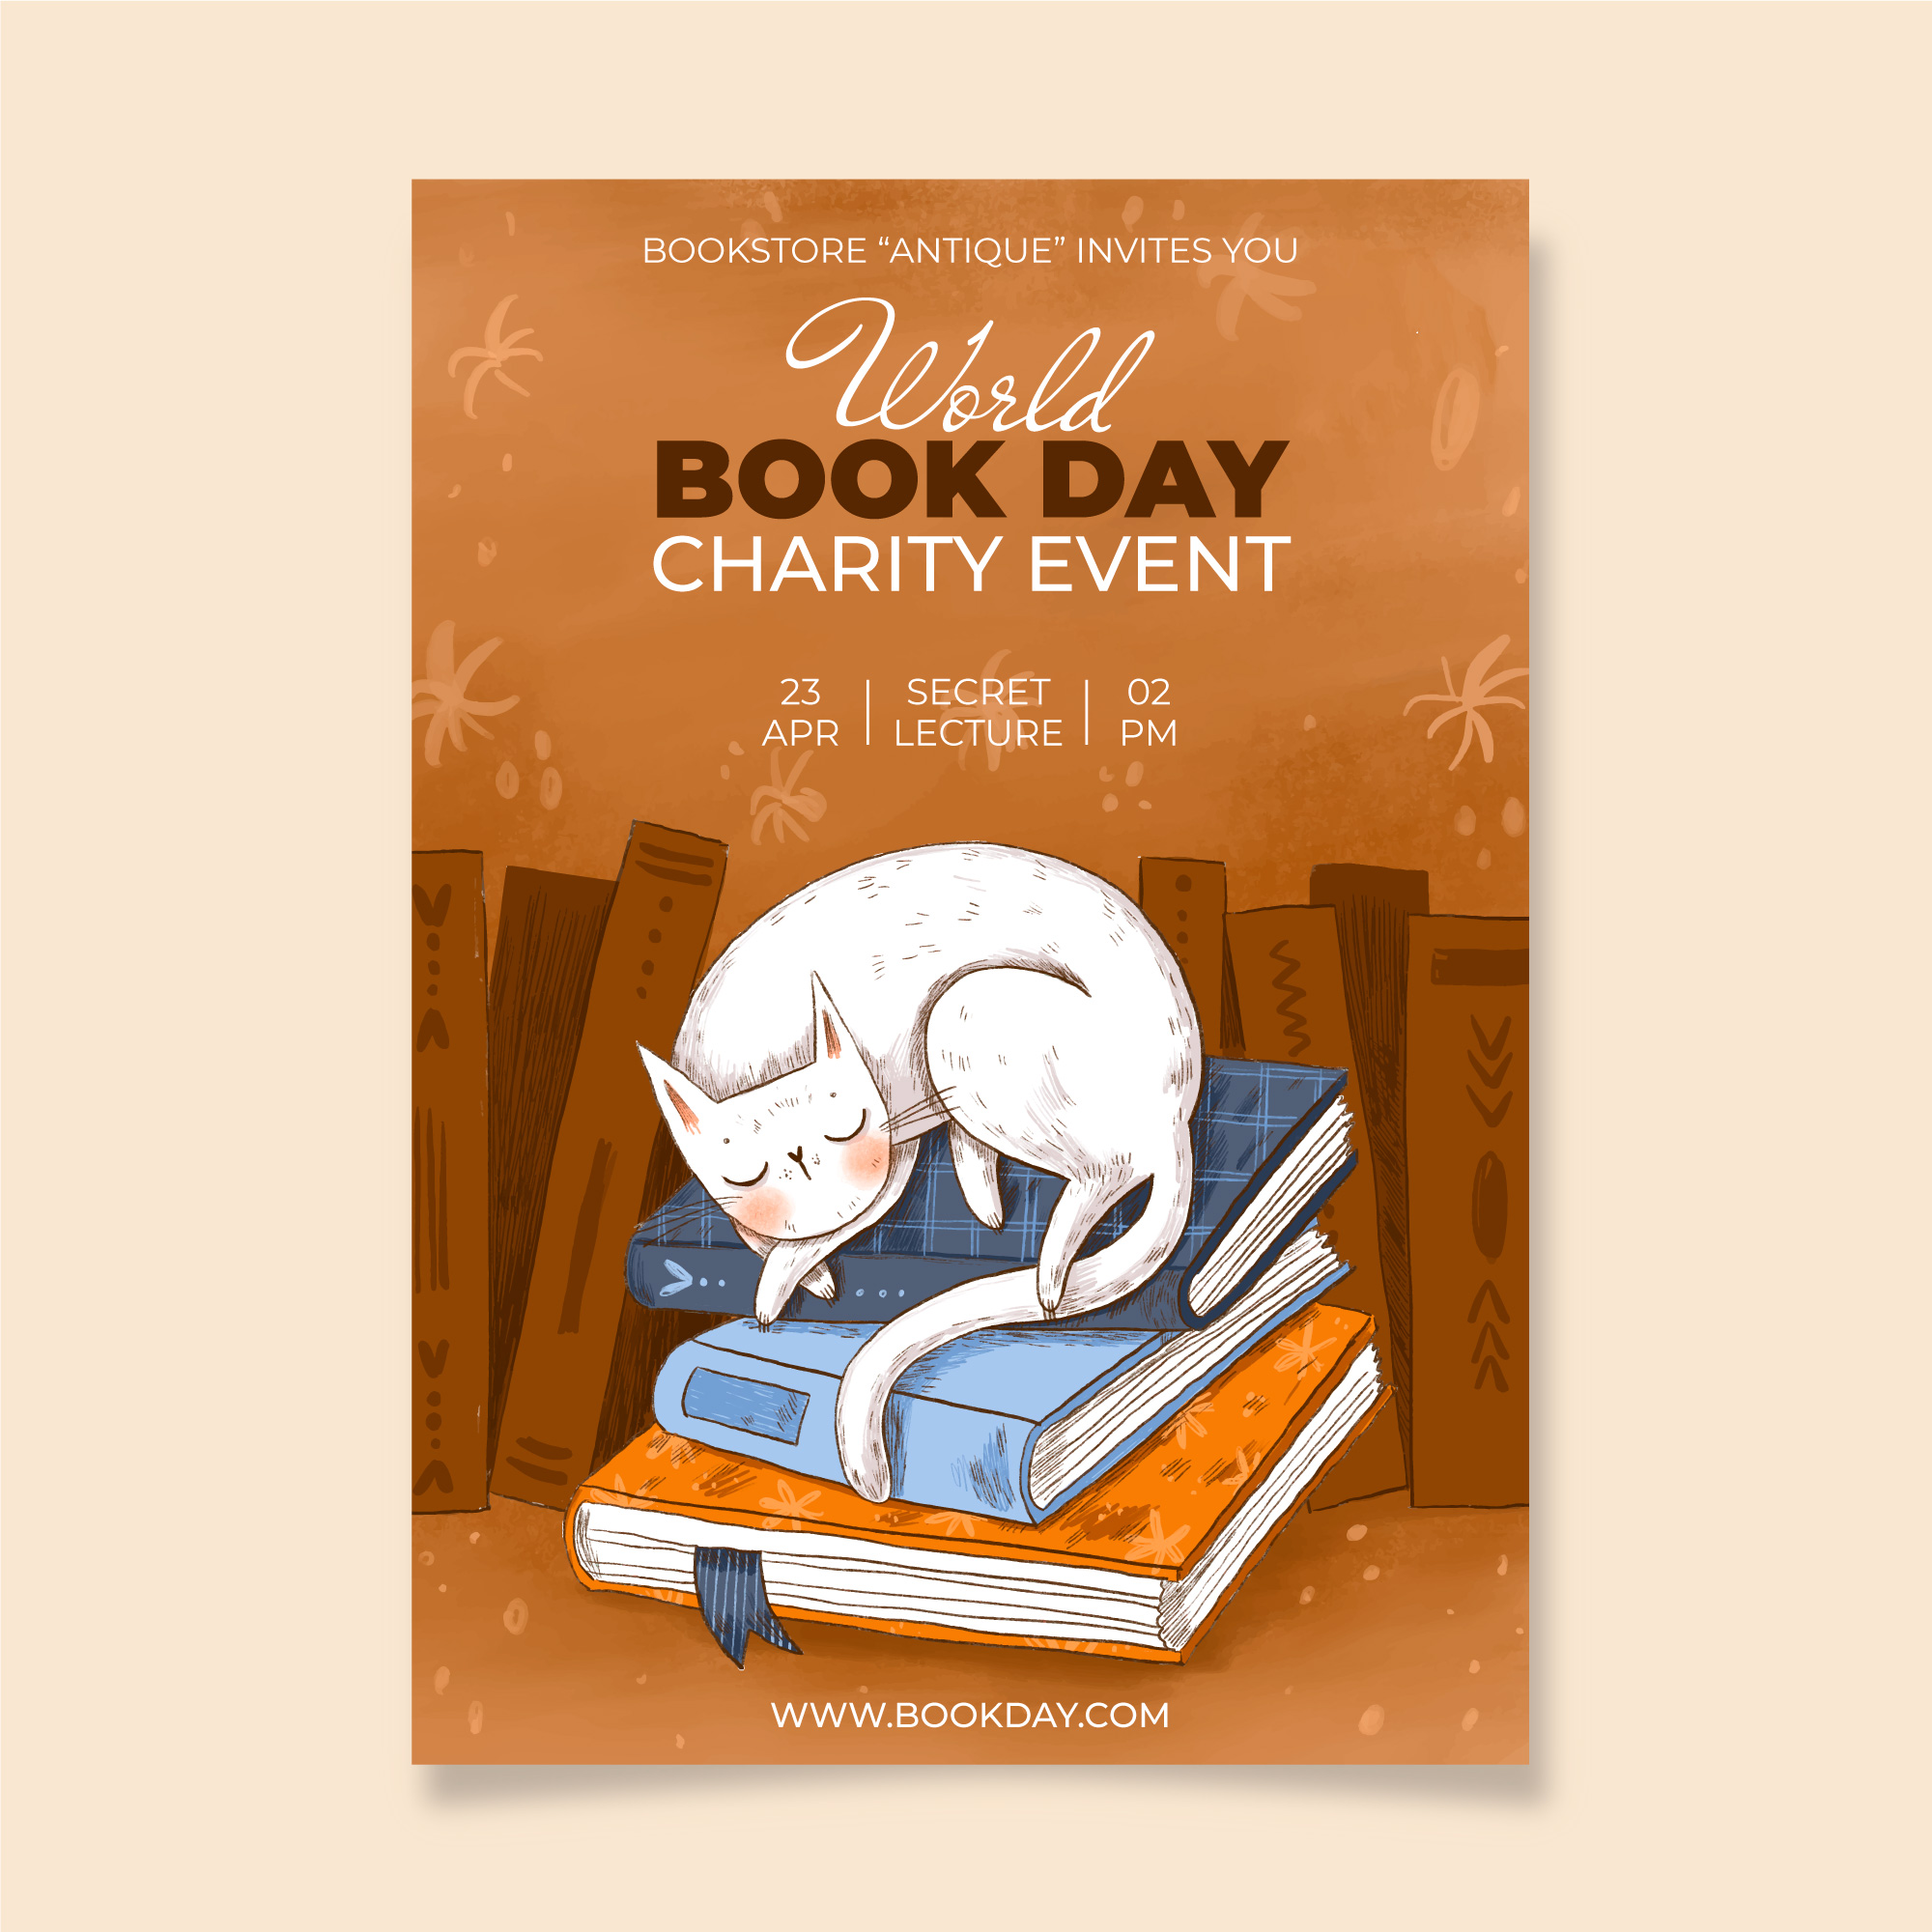 BOOKSTORE “ANTIQUE” INVITES YOU
World
BOOK DAY
CHARITY EVENT
23 APR
SECRET LECTURE
02 PM
WWW.BOOKDAY.COM